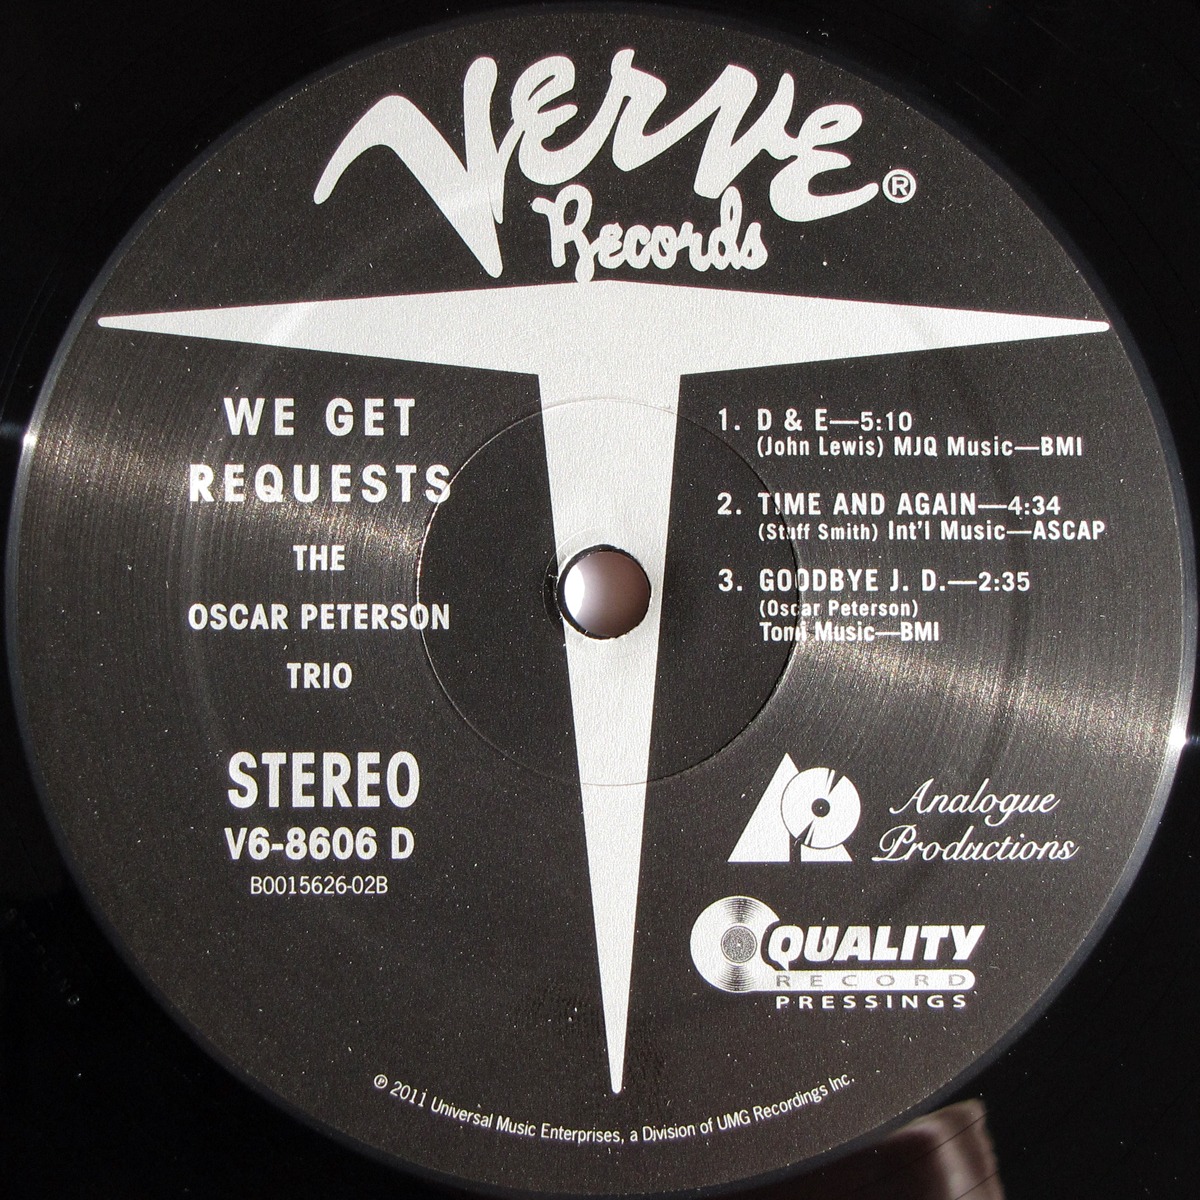 Verve®
Records
WE GET
REQUESTS
THE
OSCAR PETERSON
TRIO
STEREO
V6-8606 D
B0015626-02B
1. D & E—5:10
(John Lewis) MJQ Music—BMI
2. TIME AND AGAIN—4:34
(Stuff Smith) Int'l Music—ASCAP
3. GOODBYE J. D.—2:35
(Oscar Peterson)
Tomi Music—BMI
Analogue
Productions
QUALITY
RECORD
PRESSINGS
℗ 2011 Universal Music Enterprises, a Division of UMG Recordings Inc.